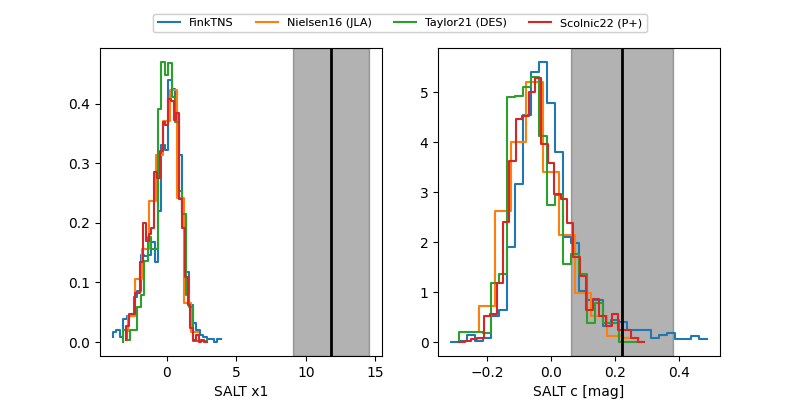 FinkTNS Nielsen16 (JLA) Taylor21 (DES) Scolnic22 (P+)
0.4
0.3
0.2
0.1
0.0
0 5 10 15
SALT x1
5
4
3
2
1
0
−0.2 0.0 0.2 0.4
SALT c [mag]